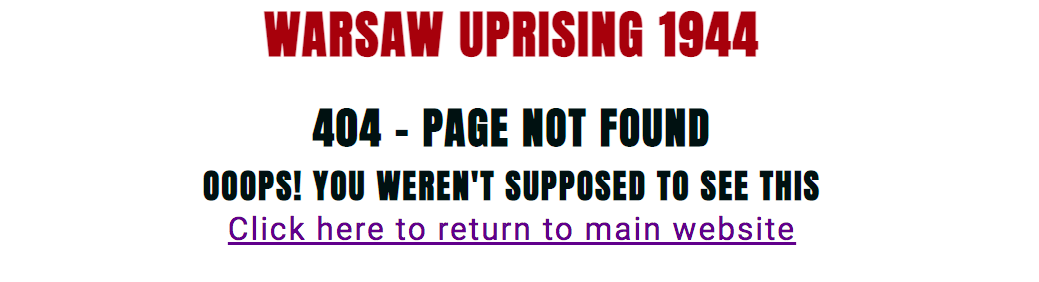 WARSAW UPRISING 1944
404 - PAGE NOT FOUND
OOOPS! YOU WEREN'T SUPPOSED TO SEE THIS
Click here to return to main website